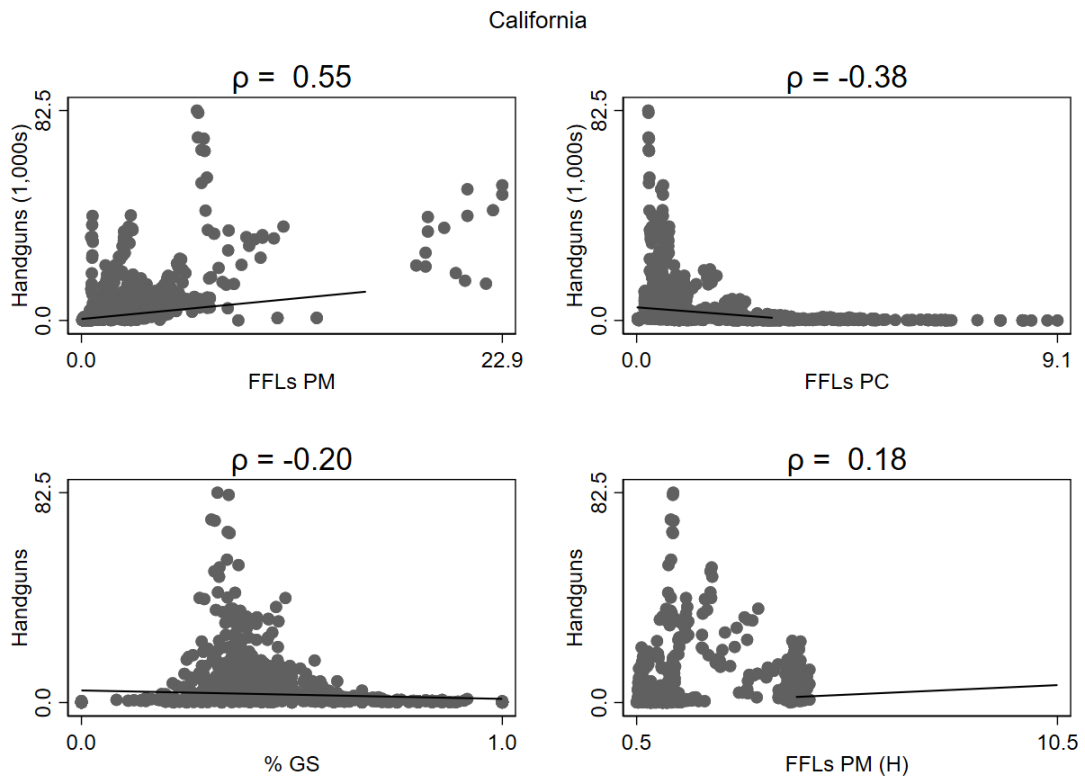 California
ρ =  0.55
82.5
0.0
Handguns (1,000s)
0.0
22.9
FFLs PM
ρ = -0.38
82.5
0.0
Handguns (1,000s)
0.0
9.1
FFLs PC
ρ = -0.20
82.5
0.0
Handguns
0.0
1.0
% GS
ρ =  0.18
82.5
0.0
Handguns
0.5
10.5
FFLs PM (H)